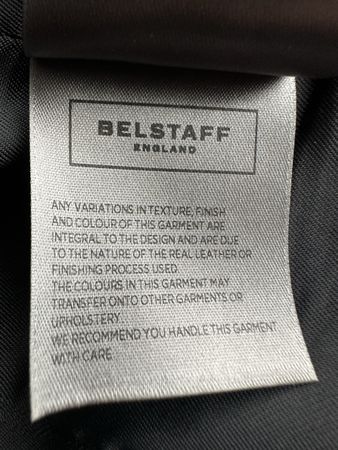 BELSTAFF
ENGLAND
ANY VARIATIONS IN TEXTURE, FINISH
AND COLOUR OF THIS GARMENT ARE
INTEGRAL TO THE DESIGN AND ARE DUE
TO THE NATURE OF THE REAL LEATHER OR
FINISHING PROCESS USED.
THE COLOURS IN THIS GARMENT MAY
TRANSFER ONTO OTHER GARMENTS OR
UPHOLSTERY.
WE RECOMMEND YOU HANDLE THIS GARMENT
WITH CARE.